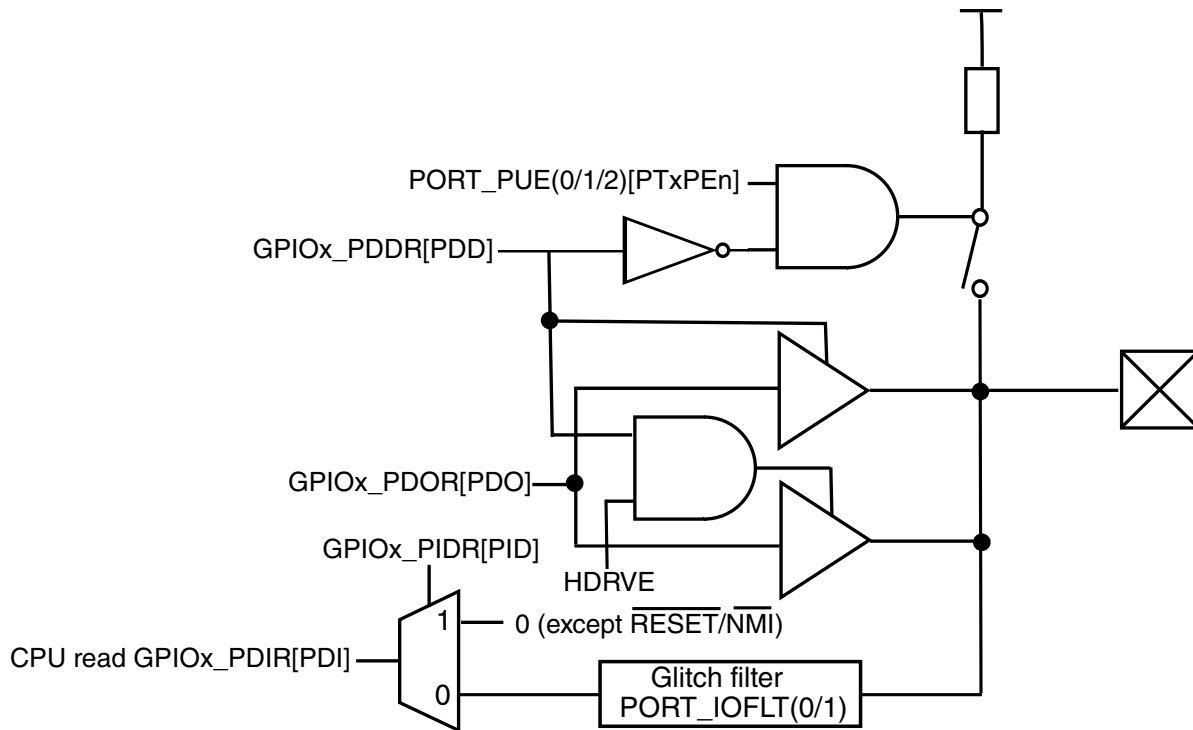 PORT_PUE(0/1/2)[PTxPEn]
GPIOx_PDDR[PDD]
GPIOx_PDOR[PDO]
GPIOx_PIDR[PID]
HDRVE
1
0 (except RESET/NMI)
CPU read GPIOx_PDIR[PDI]
0
Glitch filter
PORT_IOFLT(0/1)